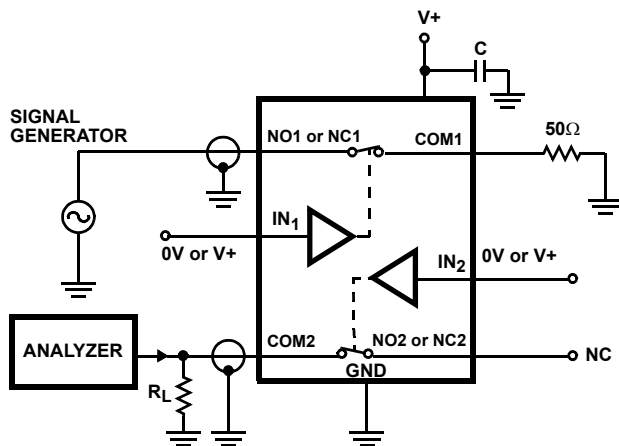 V+
C
SIGNAL
GENERATOR
NO1 or NC1
COM1
50Ω
IN1
0V or V+
IN2
0V or V+
ANALYZER
COM2
NO2 or NC2
NC
GND
RL